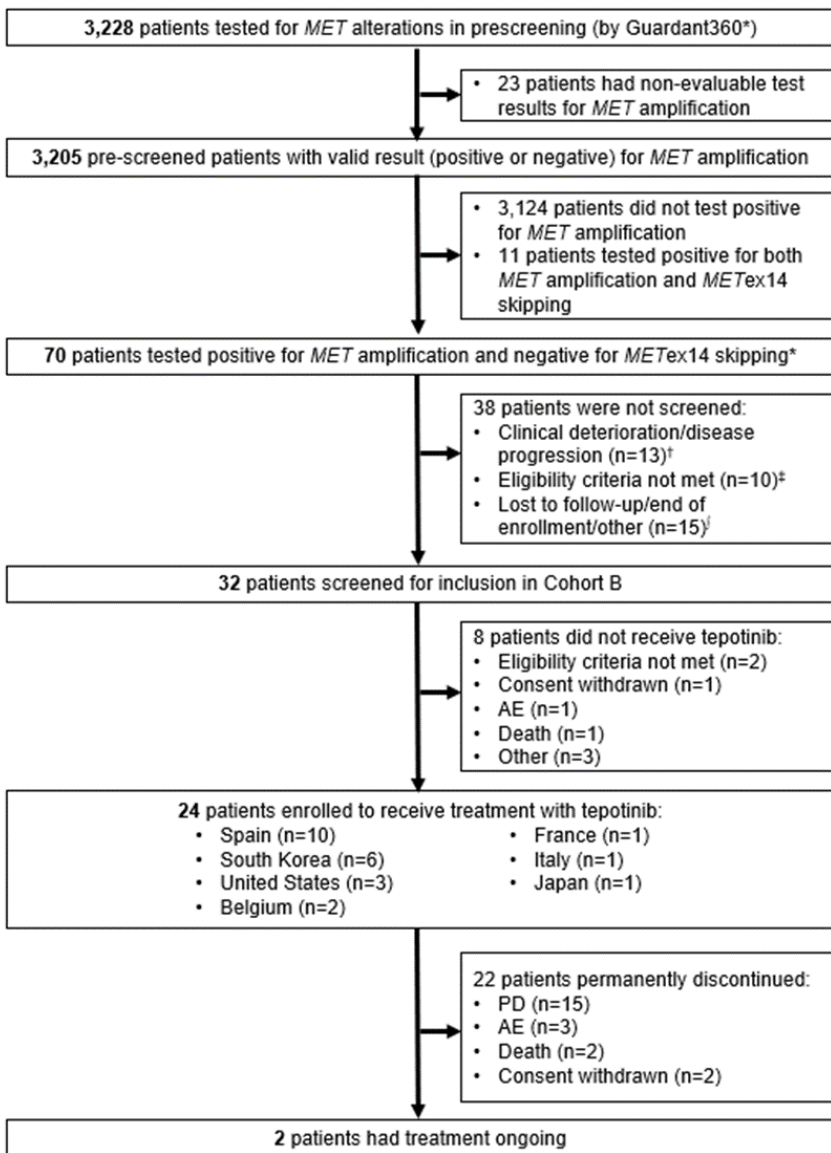 3,228 patients tested for MET alterations in prescreening (by Guardant360*)
• 23 patients had non-evaluable test
results for MET amplification
3,205 pre-screened patients with valid result (positive or negative) for MET amplification
• 3,124 patients did not test positive
for MET amplification
• 11 patients tested positive for both
MET amplification and METex14
skipping
70 patients tested positive for MET amplification and negative for METex14 skipping*
38 patients were not screened:
• Clinical deterioration/disease
progression (n=13)†
• Eligibility criteria not met (n=10)‡
• Lost to follow-up/end of
enrollment/other (n=15)∫
32 patients screened for inclusion in Cohort B
8 patients did not receive tepotinib:
• Eligibility criteria not met (n=2)
• Consent withdrawn (n=1)
• AE (n=1)
• Death (n=1)
• Other (n=3)
24 patients enrolled to receive treatment with tepotinib:
• Spain (n=10)
• South Korea (n=6)
• United States (n=3)
• Belgium (n=2)
• France (n=1)
• Italy (n=1)
• Japan (n=1)
22 patients permanently discontinued:
• PD (n=15)
• AE (n=3)
• Death (n=2)
• Consent withdrawn (n=2)
2 patients had treatment ongoing